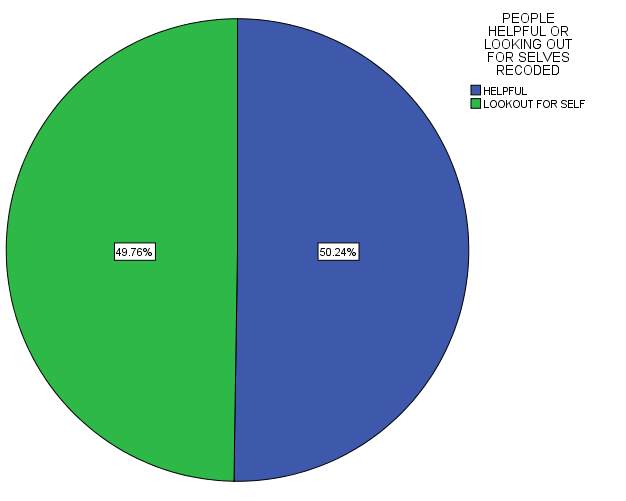 PEOPLE
HELPFUL OR
LOOKING OUT
FOR SELVES
RECODED
HELPFUL
LOOKOUT FOR SELF
49.76%
50.24%